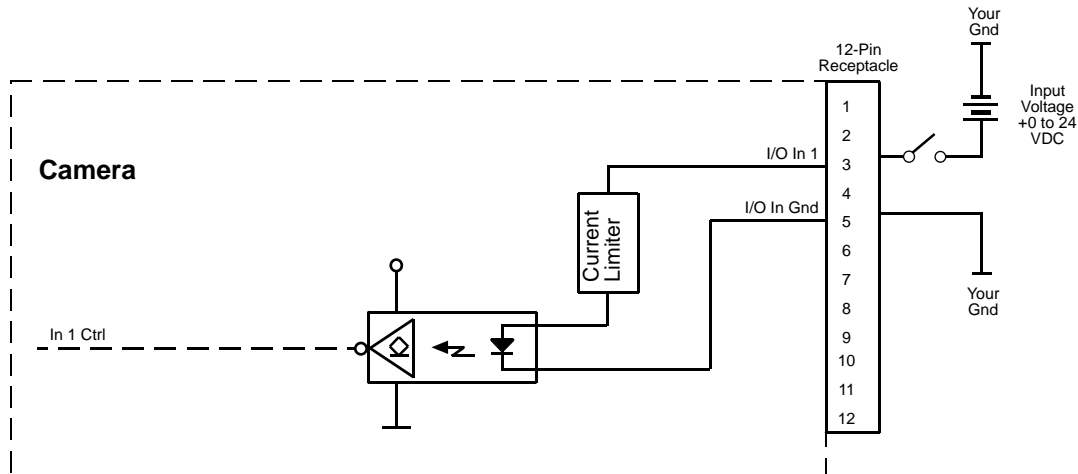 Your
Gnd
12-Pin
Receptacle
Input
Voltage
+0 to 24
VDC
Camera
I/O In 1
I/O In Gnd
Current
Limiter
In 1 Ctrl
1
2
3
4
5
6
7
8
9
10
11
12
Your
Gnd